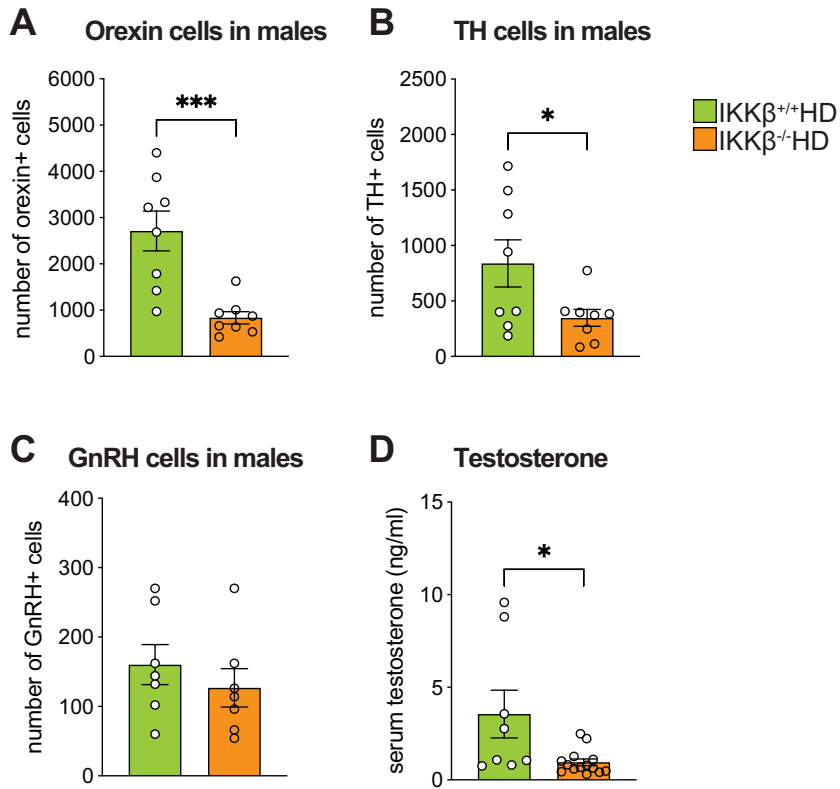 A Orexin cells in males
number of orexin+ cells
6000
5000
4000
3000
2000
1000
0
***
B TH cells in males
number of TH+ cells
2500
2000
1500
1000
500
0
*
IKKβ+/+HD
IKKβ-/-HD
C GnRH cells in males
number of GnRH+ cells
400
300
200
100
0
D Testosterone
serum testosterone (ng/ml)
15
10
5
0
*